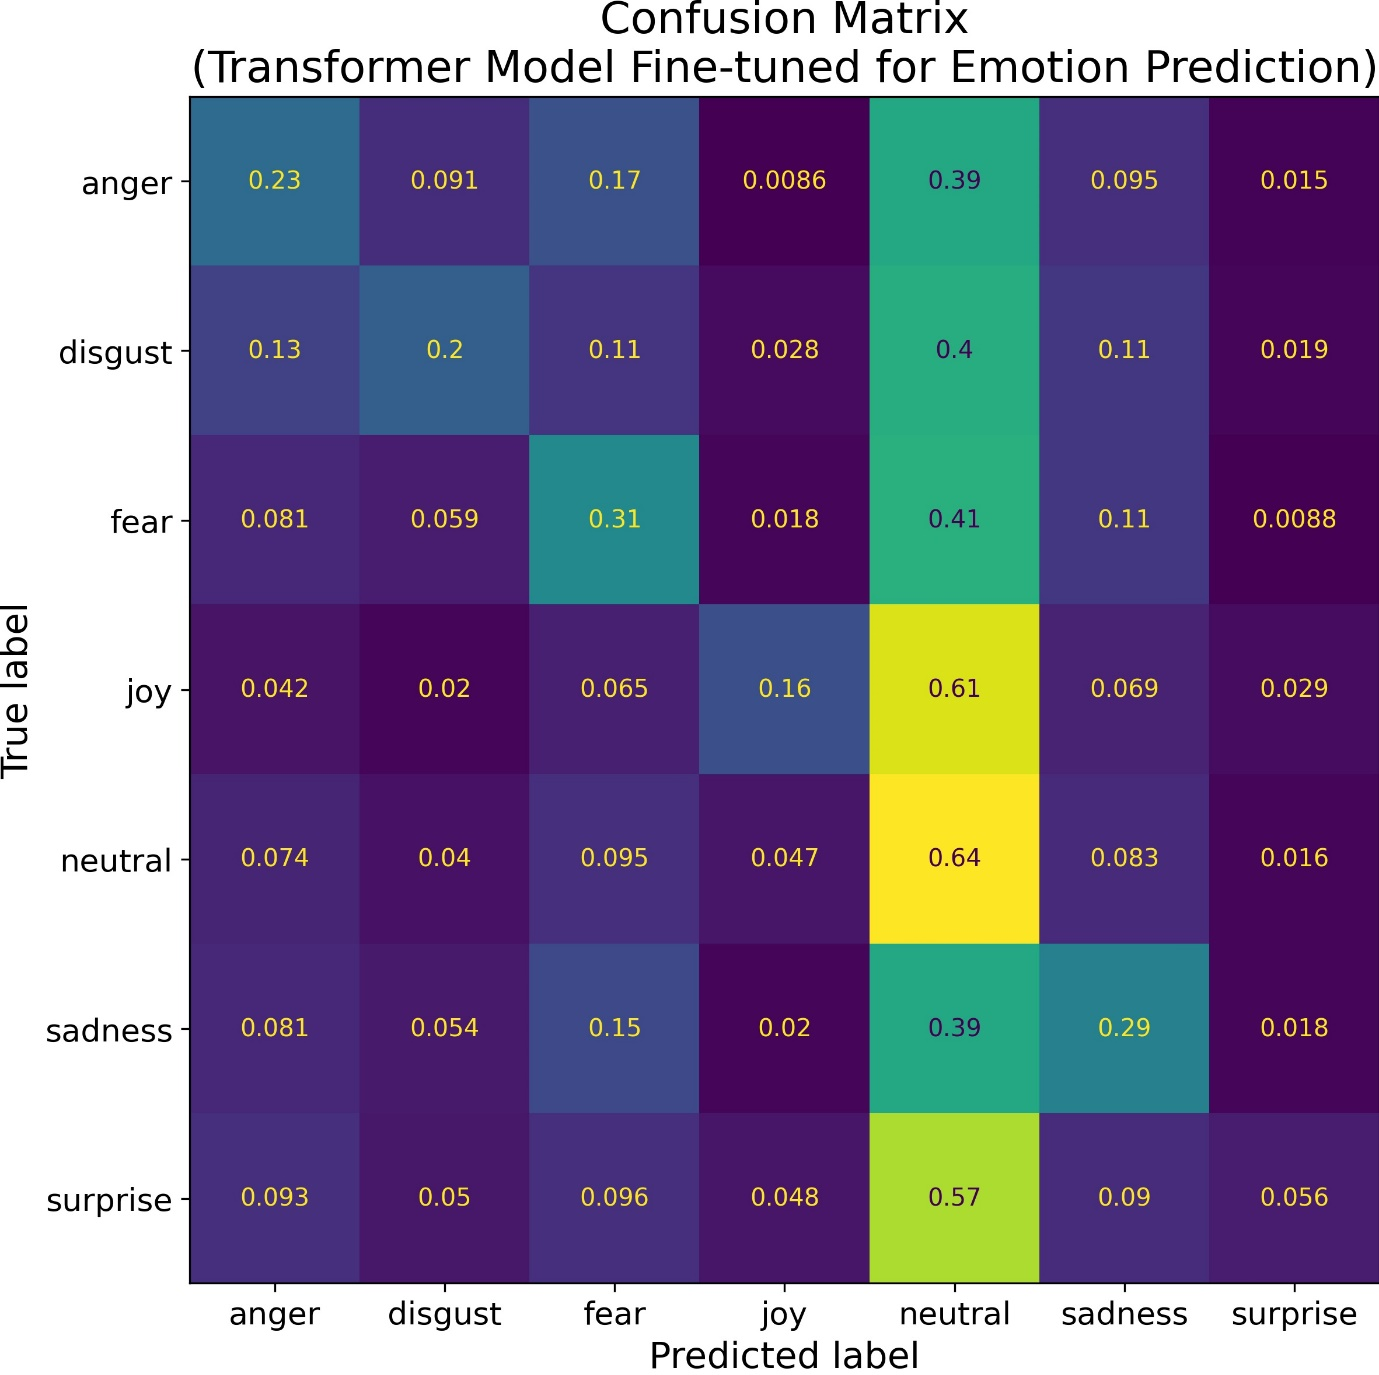 Confusion Matrix
(Transformer Model Fine-tuned for Emotion Prediction)
True label
anger 0.23 0.091 0.17 0.0086 0.39 0.095 0.015
disgust 0.13 0.2 0.11 0.028 0.4 0.11 0.019
fear 0.081 0.059 0.31 0.018 0.41 0.11 0.0088
joy 0.042 0.02 0.065 0.16 0.61 0.069 0.029
neutral 0.074 0.04 0.095 0.047 0.64 0.083 0.016
sadness 0.081 0.054 0.15 0.02 0.39 0.29 0.018
surprise 0.093 0.05 0.096 0.048 0.57 0.09 0.056
anger disgust fear joy neutral sadness surprise
Predicted label